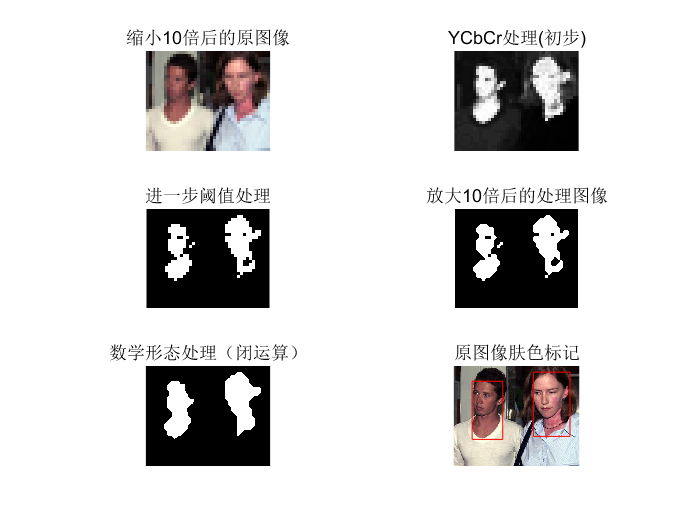 缩小10倍后的原图像
YCbCr处理(初步)
进一步阈值处理
放大10倍后的处理图像
数学形态处理（闭运算）
原图像肤色标记